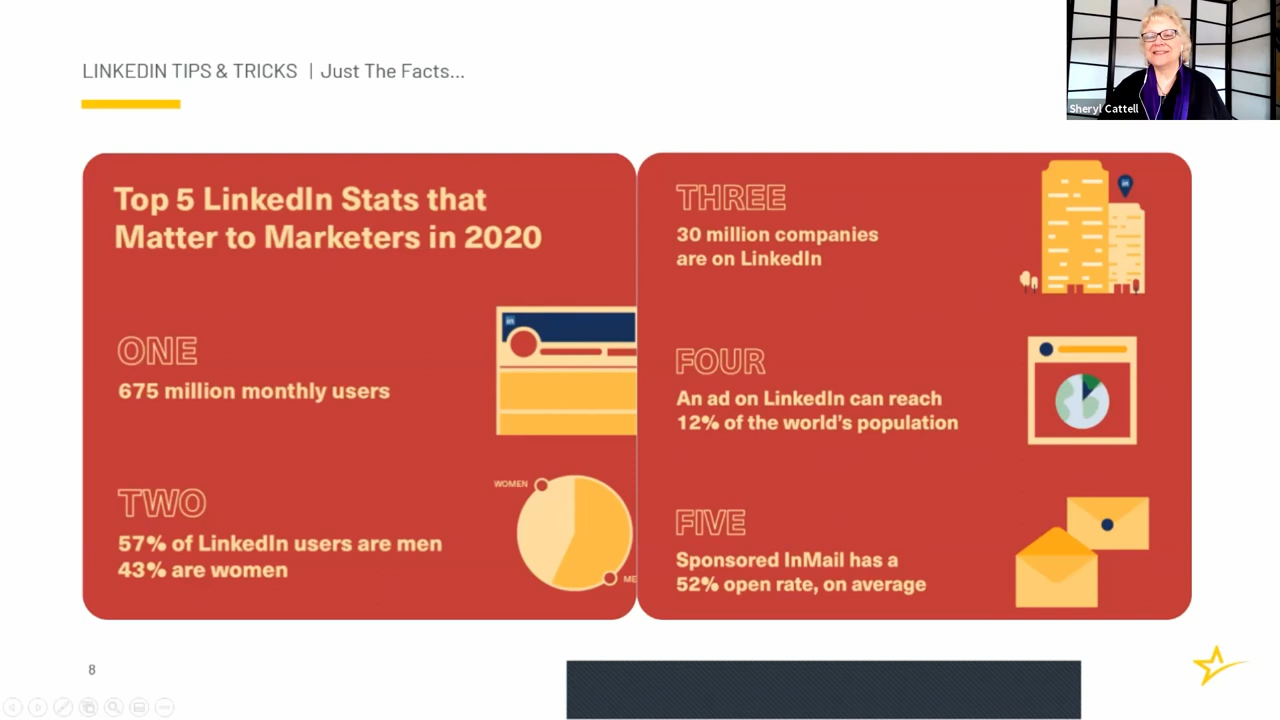 LINKEDIN TIPS & TRICKS | Just The Facts...
Sheryl Cattell
Top 5 LinkedIn Stats that
Matter to Marketers in 2020
ONE
675 million monthly users
in
TWO
57% of LinkedIn users are men
43% are women
WOMEN
ME
THREE
30 million companies
are on LinkedIn
in
FOUR
An ad on LinkedIn can reach
12% of the world's population
FIVE
Sponsored InMail has a
52% open rate, on average
8